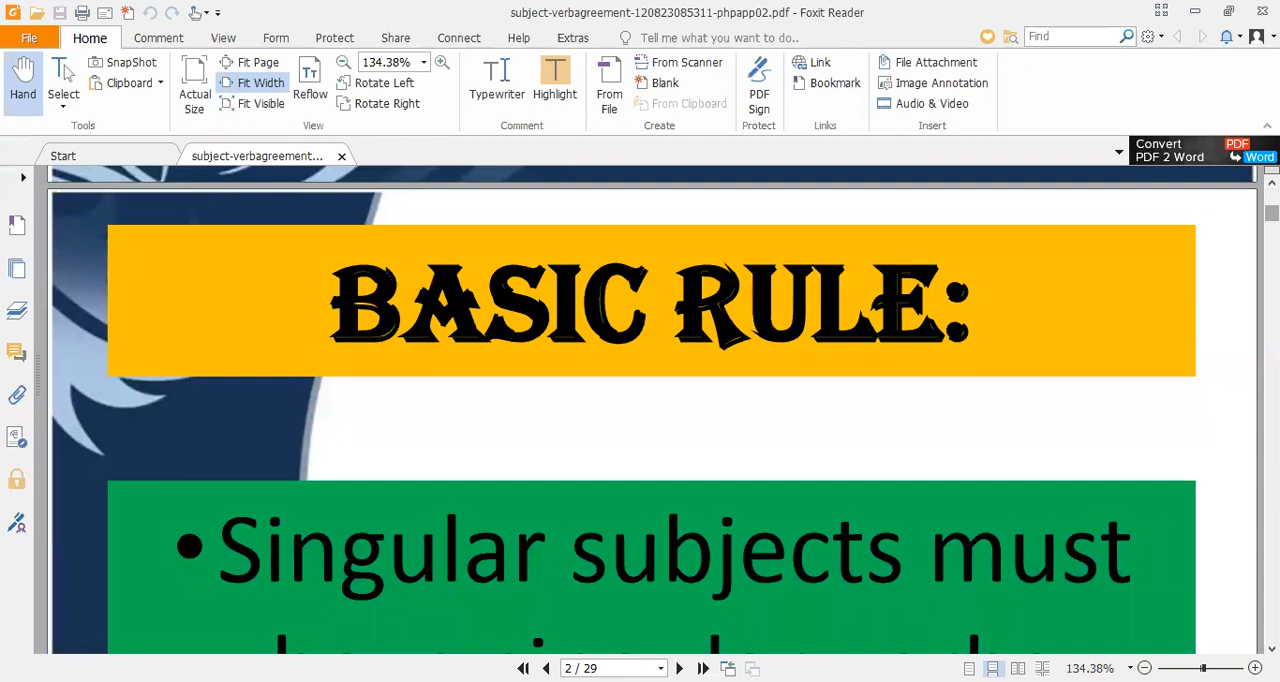 subject-verbagreement-120823085311-phpapp02.pdf - Foxit Reader
File Home Comment View Form Protect Share Connect Help Extras Tell me what you want to do.. Find
Hand Select SnapShot Clipboard Tools
Actual Size Fit Page Fit Width Fit Visible Reflow 134.38% Rotate Left Rotate Right View
Typewriter Highlight Comment
From File From Scanner Blank From Clipboard Create
PDF Sign Protect
Link Bookmark Links
File Attachment Image Annotation Audio & Video Insert
Start subject-verbagreement... Convert PDF
PDF 2 Word Word
BASIC RULE:
•Singular subjects must
2 / 29 134.38%